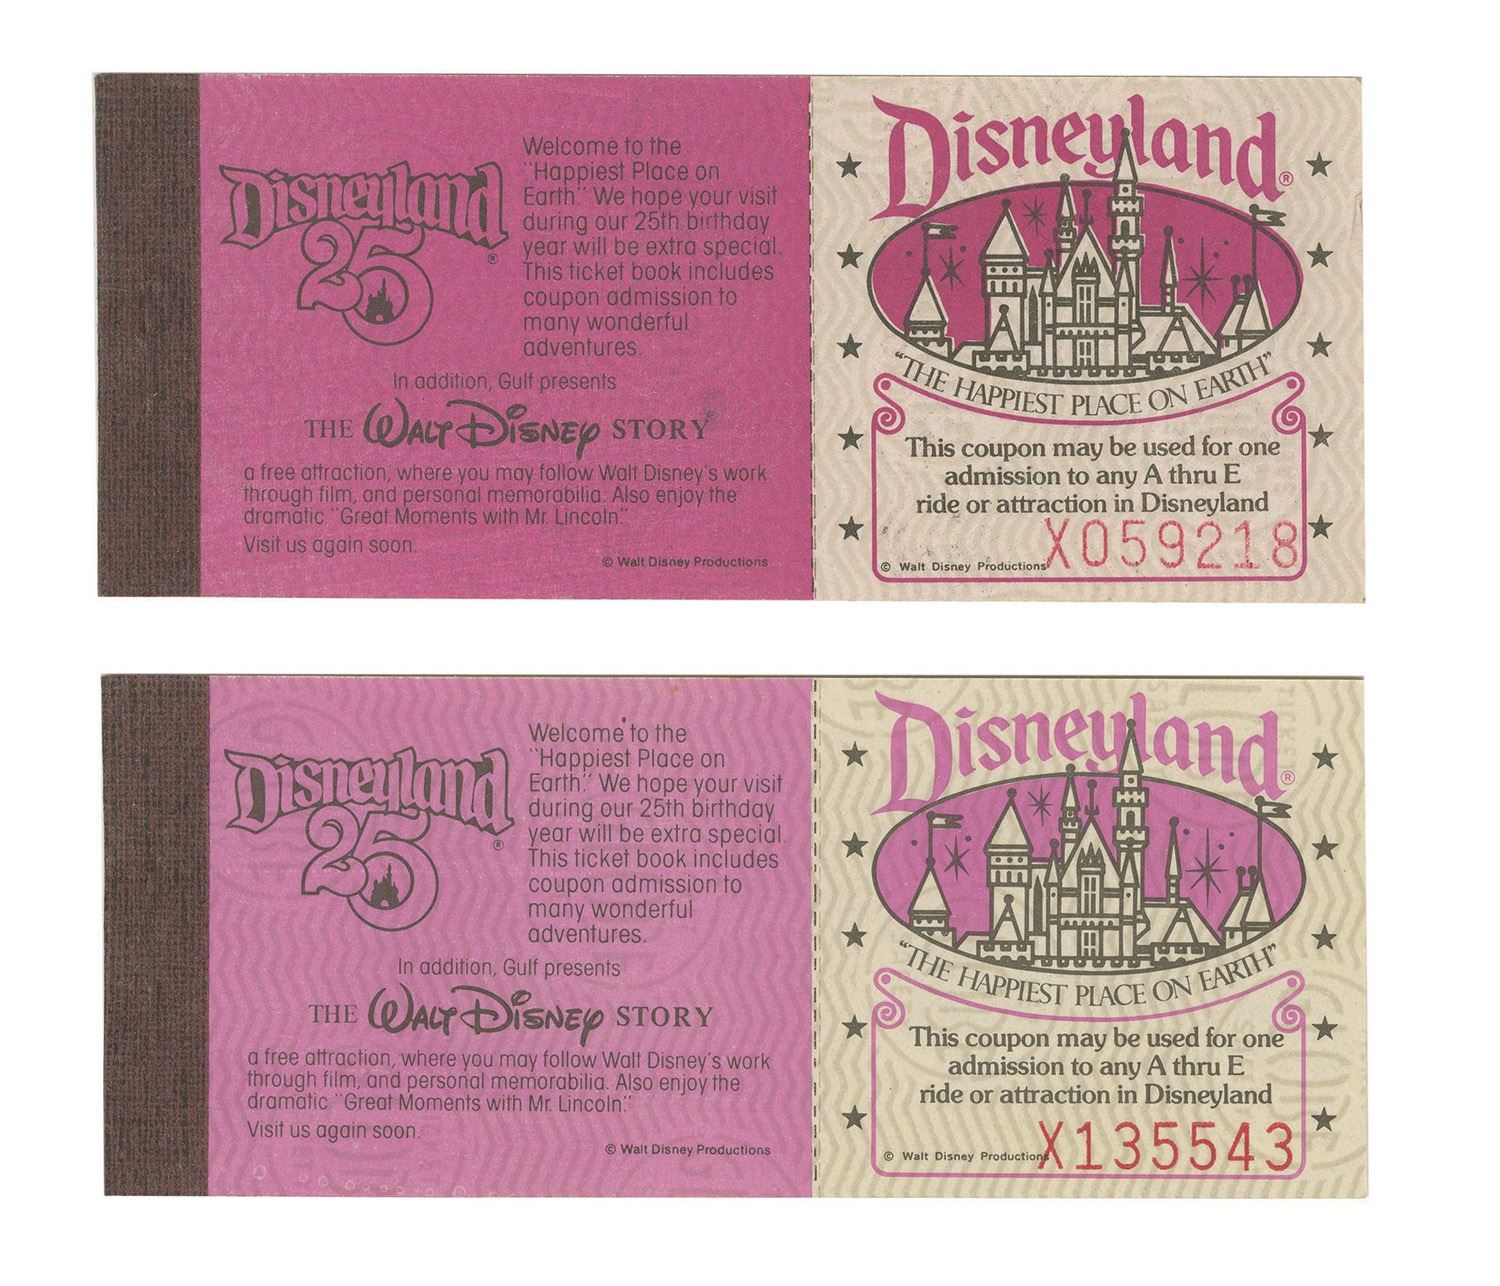 Disneyland®
25
Welcome to the
"Happiest Place on
Earth." We hope your visit
during our 25th birthday
year will be extra special.
This ticket book includes
coupon admission to
many wonderful
adventures.
In addition, Gulf presents
THE WALT DISNEY STORY
a free attraction, where you may follow Walt Disney's work
through film, and personal memorabilia. Also enjoy the
dramatic "Great Moments with Mr. Lincoln."
Visit us again soon.
© Walt Disney Productions
Disneyland®
"THE HAPPIEST PLACE ON EARTH"
This coupon may be used for one
admission to any A thru E
ride or attraction in Disneyland
© Walt Disney Productions X059218
Disneyland®
25
Welcome to the
"Happiest Place on
Earth." We hope your visit
during our 25th birthday
year will be extra special.
This ticket book includes
coupon admission to
many wonderful
adventures.
In addition, Gulf presents
THE WALT DISNEY STORY
a free attraction, where you may follow Walt Disney's work
through film, and personal memorabilia. Also enjoy the
dramatic "Great Moments with Mr. Lincoln."
Visit us again soon.
© Walt Disney Productions
Disneyland®
"THE HAPPIEST PLACE ON EARTH"
This coupon may be used for one
admission to any A thru E
ride or attraction in Disneyland
© Walt Disney Productions X135543